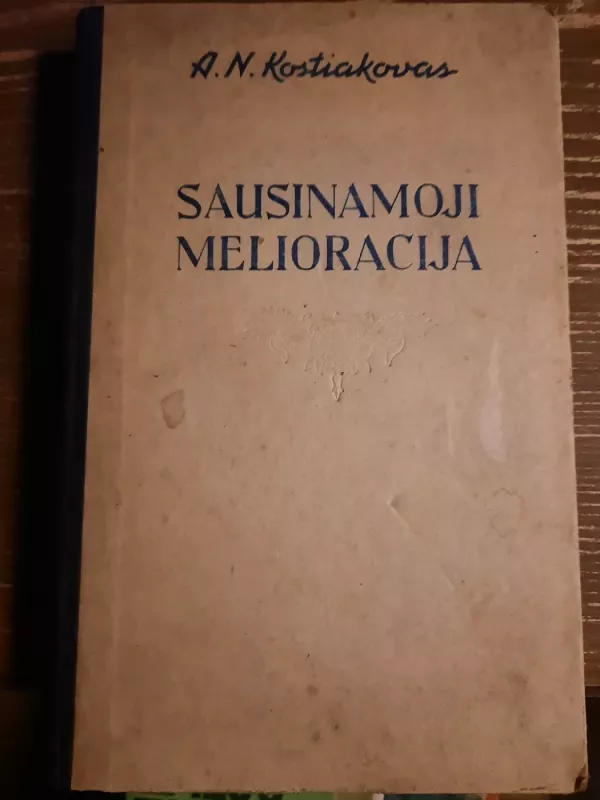 A. N. Kostiakovas
SAUSINAMOJI
MELIORACIJA